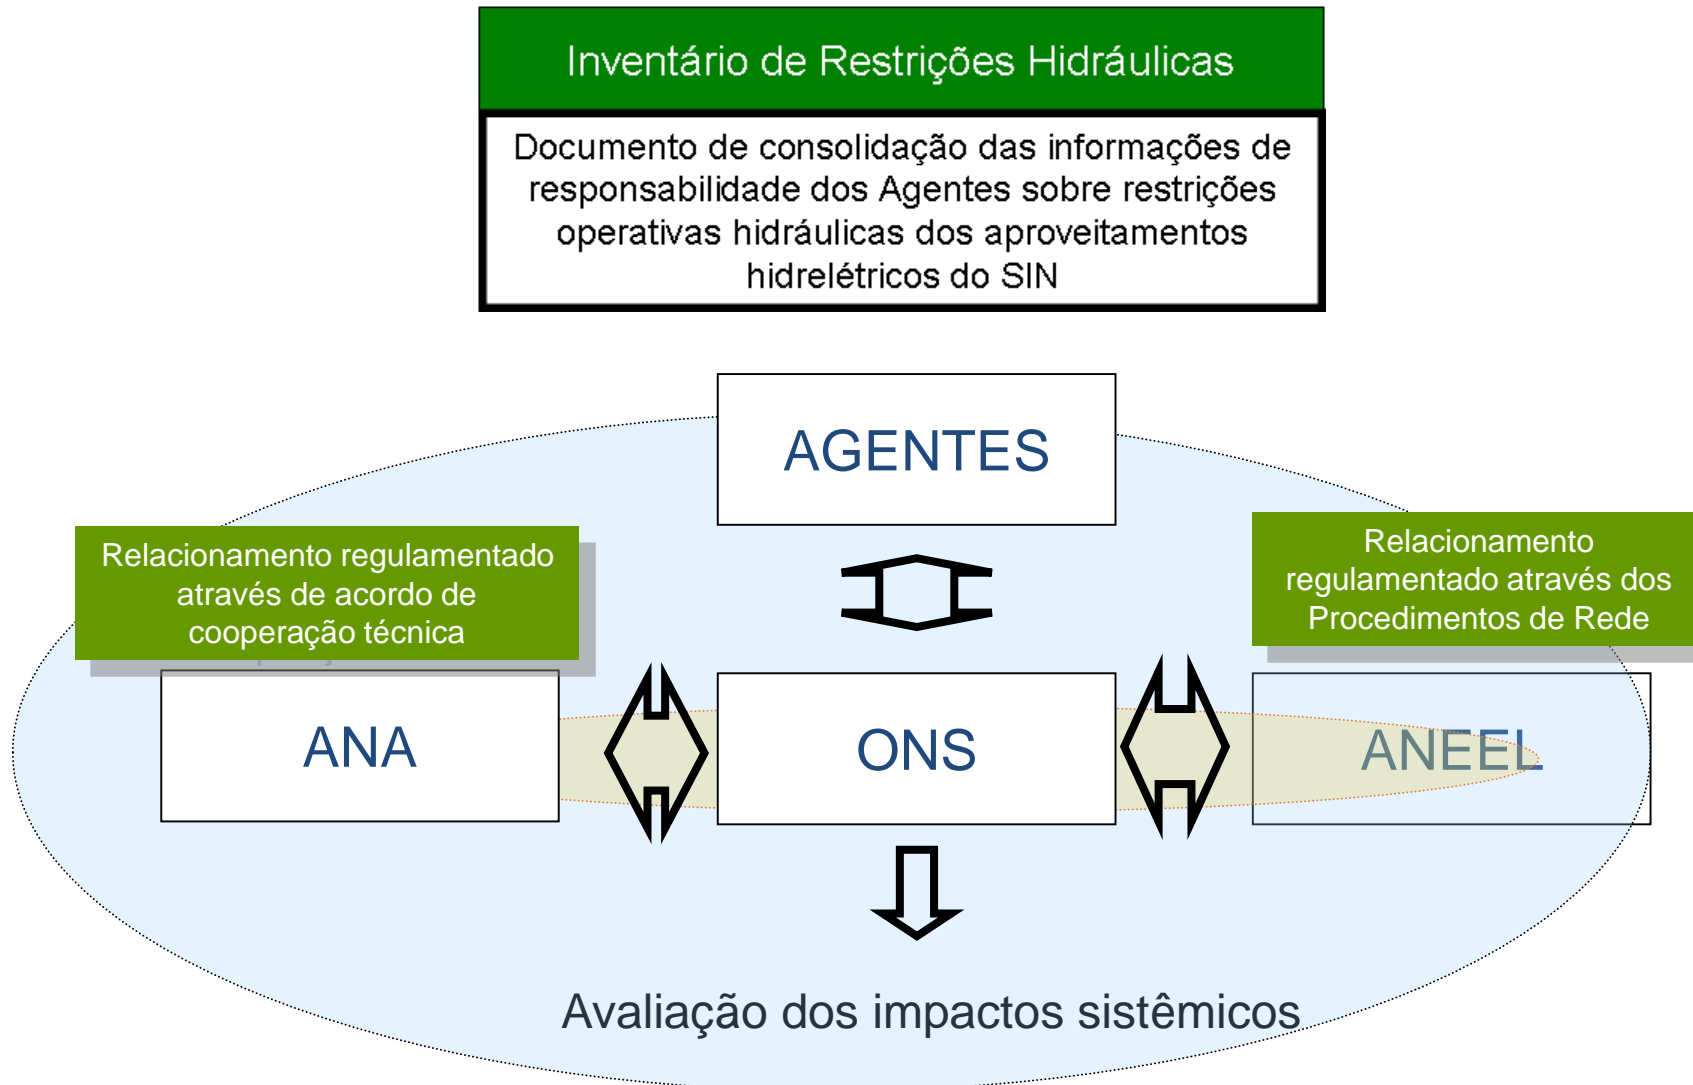 Inventário de Restrições Hidráulicas
Documento de consolidação das informações de
responsabilidade dos Agentes sobre restrições
operativas hidráulicas dos aproveitamentos
hidrelétricos do SIN
AGENTES
Relacionamento regulamentado
através de acordo de
cooperação técnica
Relacionamento
regulamentado através dos
Procedimentos de Rede
ANA
ONS
ANEEL
Avaliação dos impactos sistêmicos